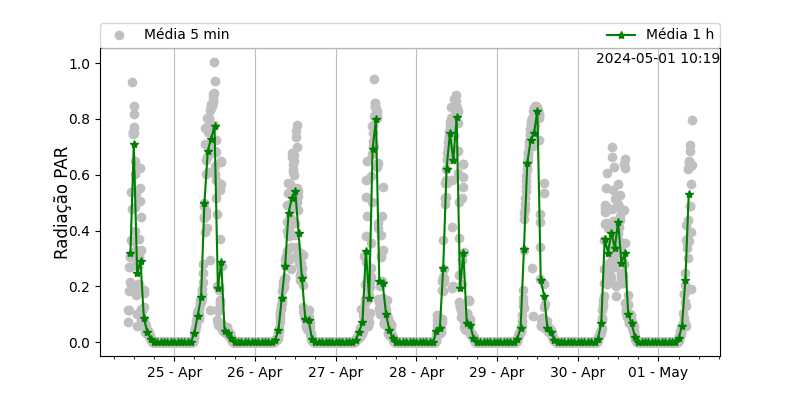 Média 5 min
Média 1 h
2024-05-01 10:19
Radiação PAR
1.0
0.8
0.6
0.4
0.2
0.0
25 - Apr
26 - Apr
27 - Apr
28 - Apr
29 - Apr
30 - Apr
01 - May